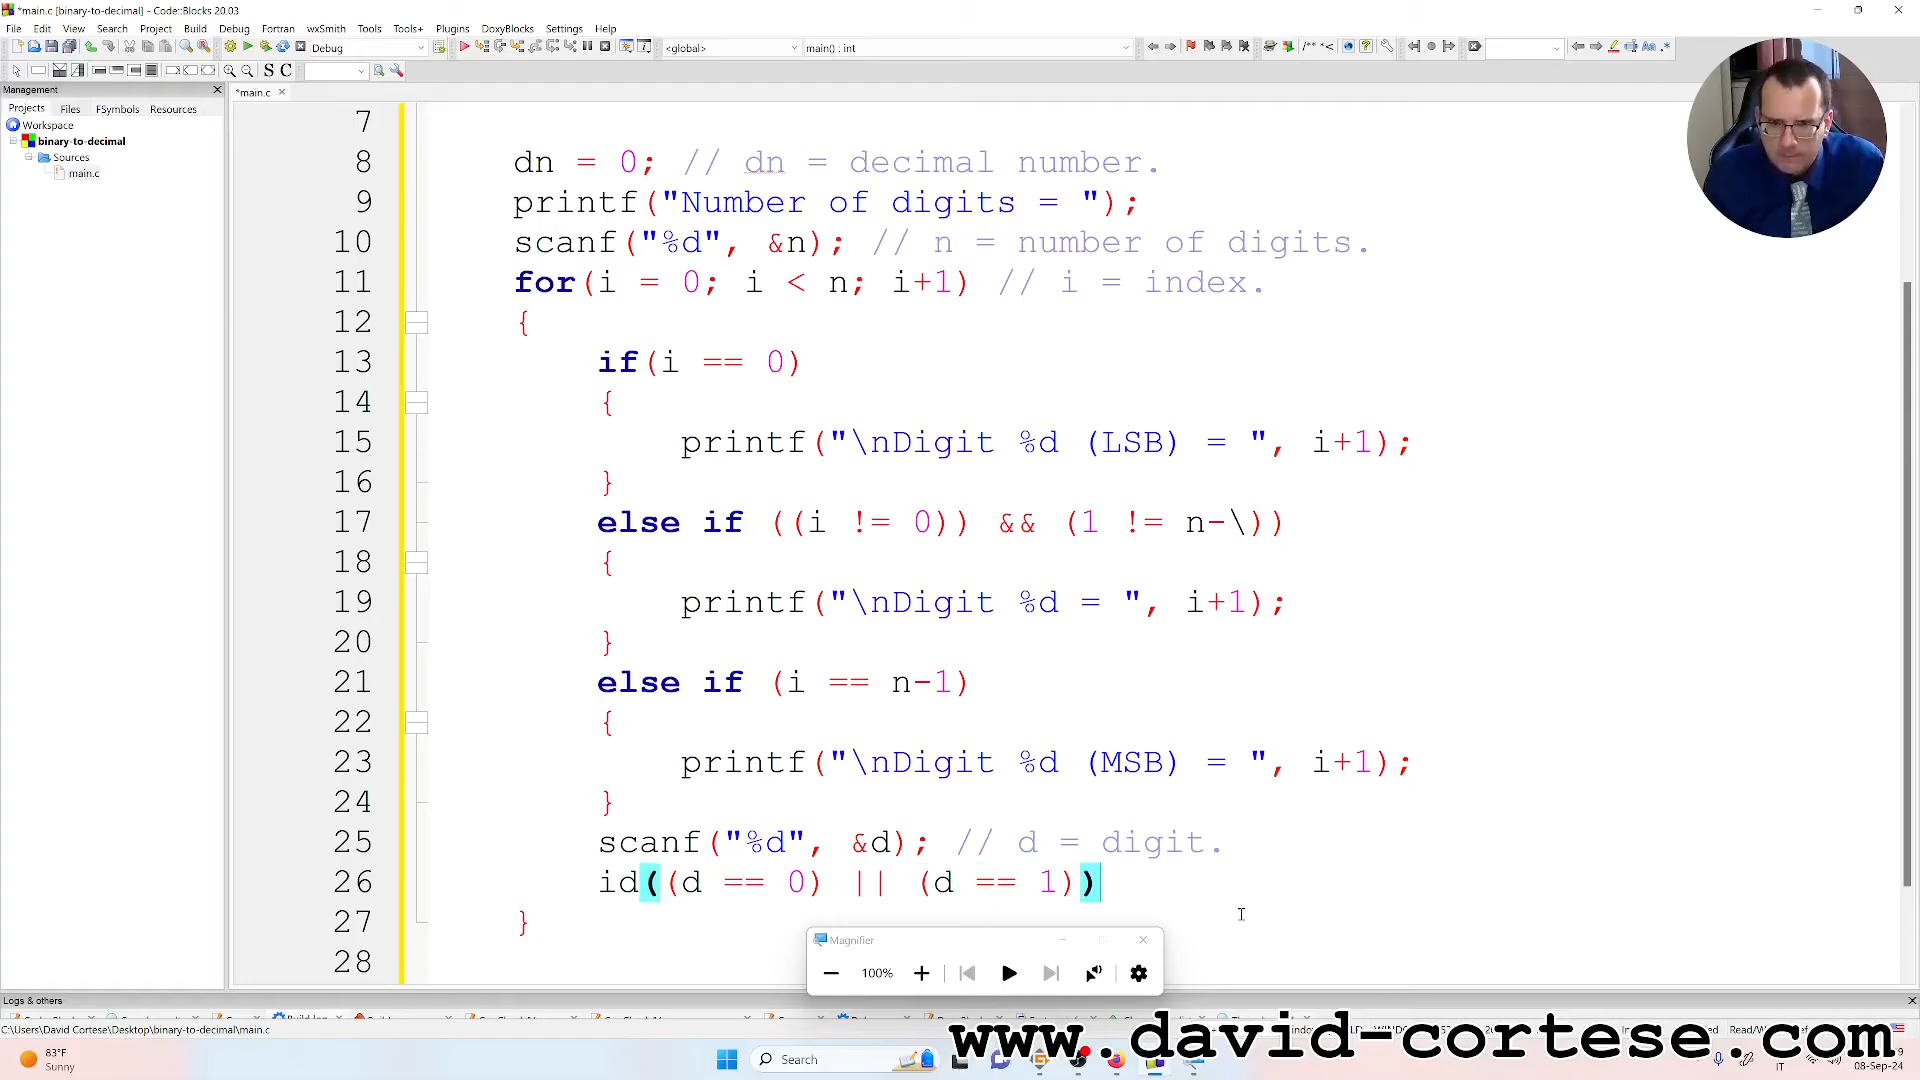 *main.c [binary-to-decimal] - Code::Blocks 20.03
File Edit View Search Project Build Debug Fortran wxSmith Tools Tools+ Plugins DoxyBlocks Settings Help
Debug <global> main() : int
S C
Management
Projects Files FSymbols Resources
Workspace
binary-to-decimal
Sources
main.c
*main.c
7
8 dn = 0; // dn = decimal number.
9 printf("Number of digits = ");
10 scanf("%d", &n); // n = number of digits.
11 for(i = 0; i < n; i+1) // i = index.
12 {
13 if(i == 0)
14 {
15 printf("\nDigit %d (LSB) = ", i+1);
16 }
17 else if ((i != 0)) && (1 != n-\))
18 {
19 printf("\nDigit %d = ", i+1);
20 }
21 else if (i == n-1)
22 {
23 printf("\nDigit %d (MSB) = ", i+1);
24 }
25 scanf("%d", &d); // d = digit.
26 id((d == 0) || (d == 1))
27 }
28
Magnifier
100%
Logs & others
C:\Users\David Cortese\Desktop\binary-to-decimal\main.c
www.david-cortese.com
83°F
Sunny
Search
IT
08-Sep-24